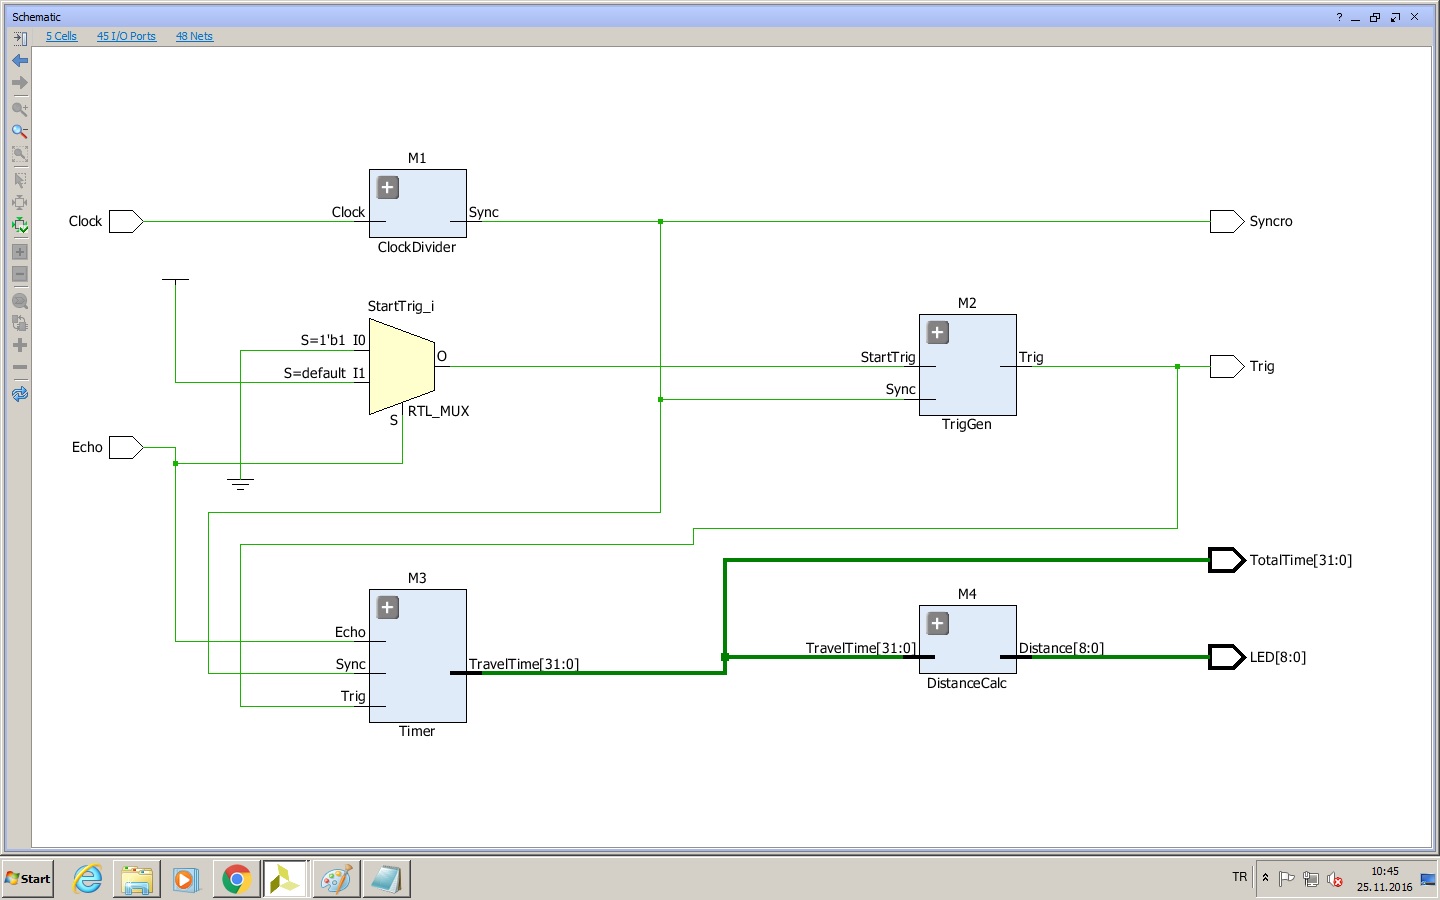 Schematic
5 Cells 45 I/O Ports 48 Nets
M1
Clock
Clock
Sync
Syncro
ClockDivider
StartTrig_i
S=1'b1 I0
S=default I1
O
S
RTL_MUX
M2
StartTrig
Sync
Trig
Trig
TrigGen
Echo
M3
Echo
Sync
Trig
TravelTime[31:0]
Timer
TotalTime[31:0]
M4
TravelTime[31:0]
Distance[8:0]
LED[8:0]
DistanceCalc
Start
TR
10:45
25.11.2016